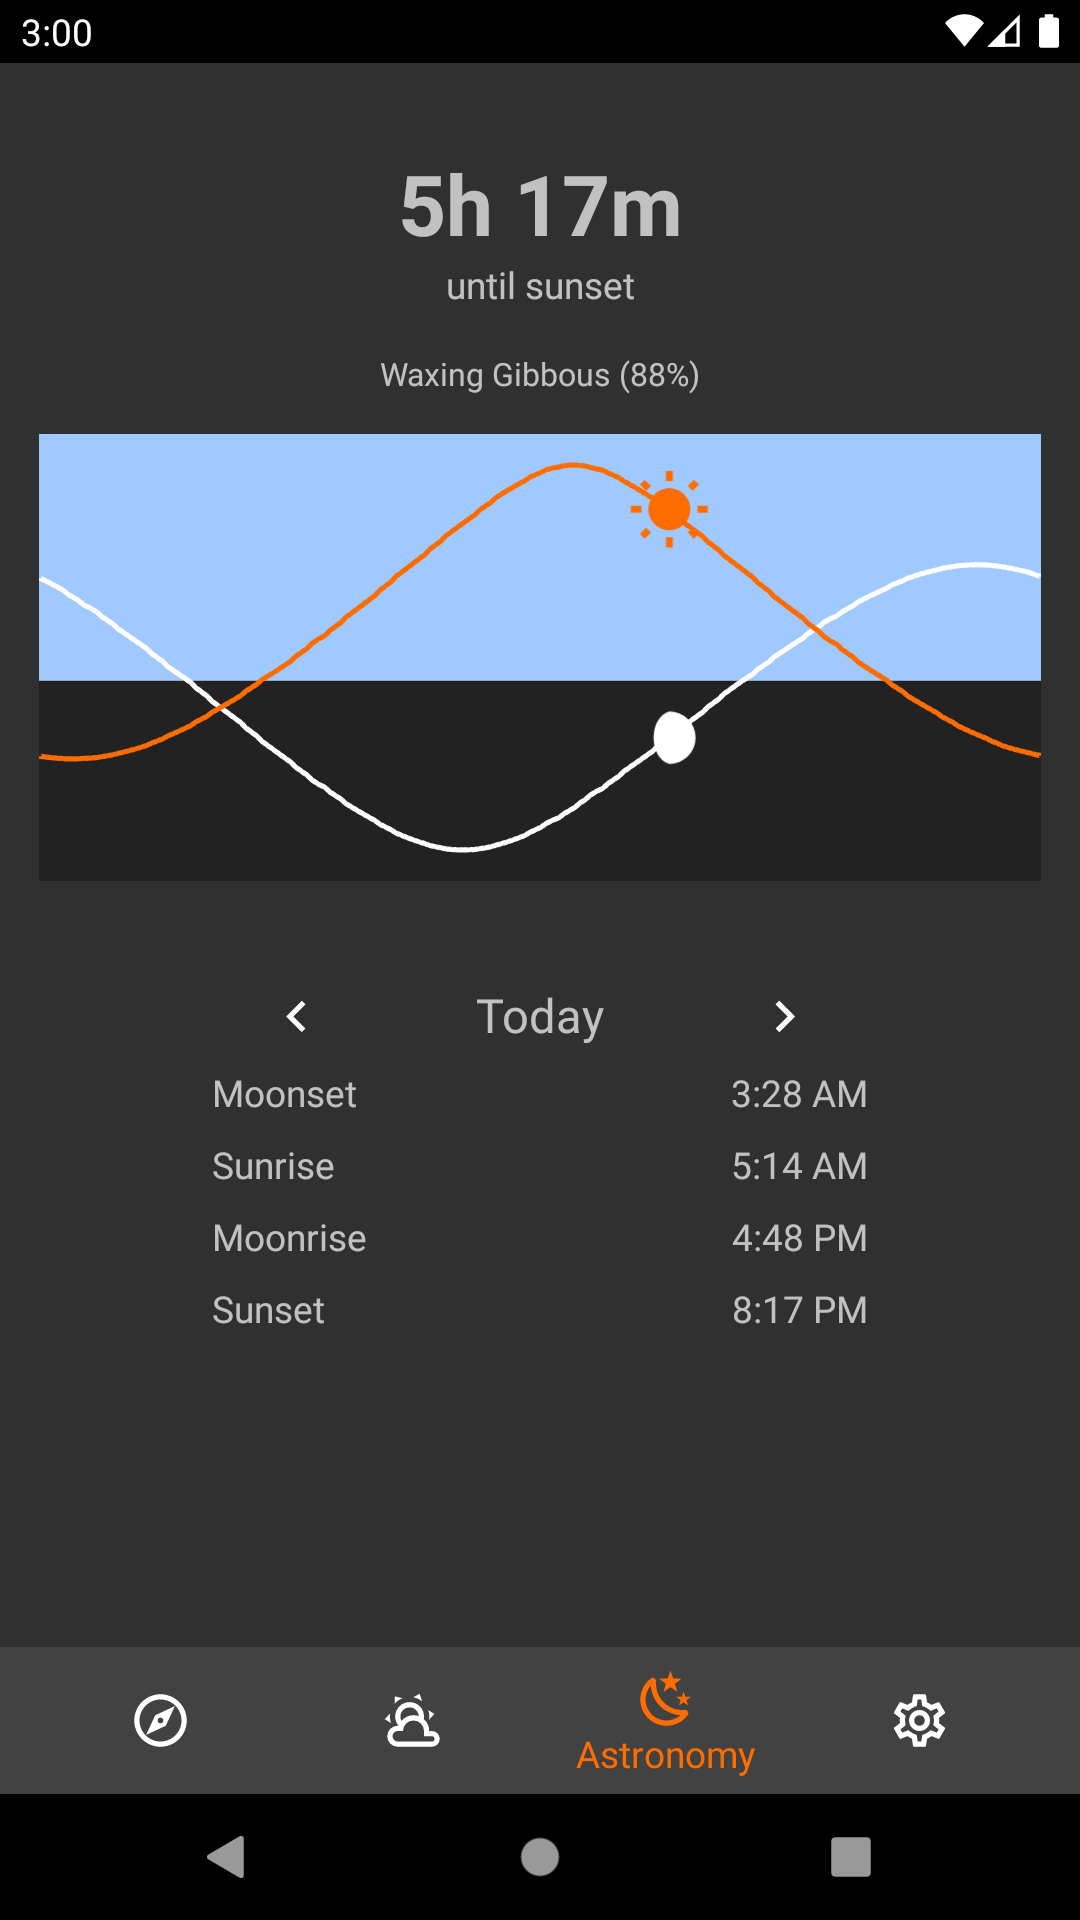 3:00
5h 17m
until sunset
Waxing Gibbous (88%)
Today
Moonset 3:28 AM
Sunrise 5:14 AM
Moonrise 4:48 PM
Sunset 8:17 PM
Astronomy